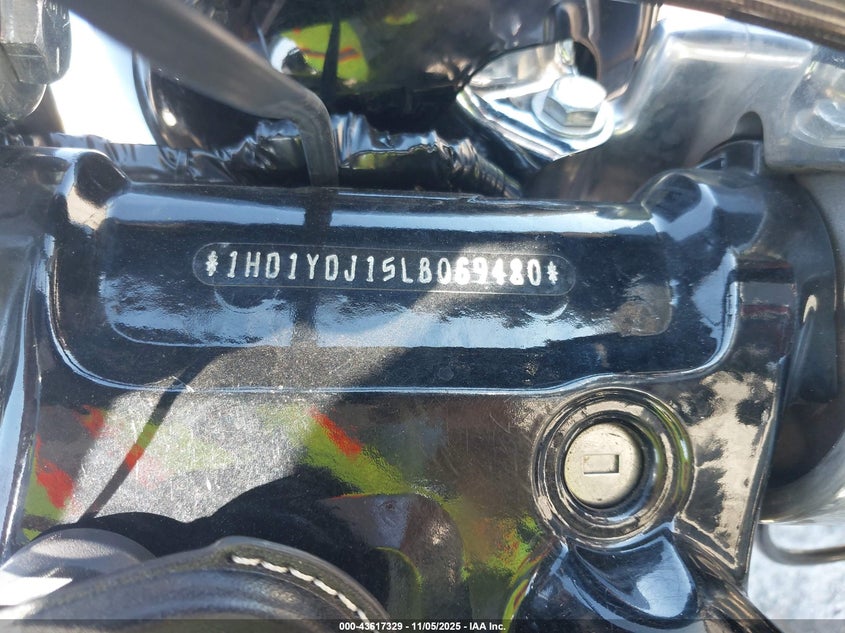 *1HD1YDJ15LB069480*
000-43617329 - 11/05/2025 - IAA Inc.